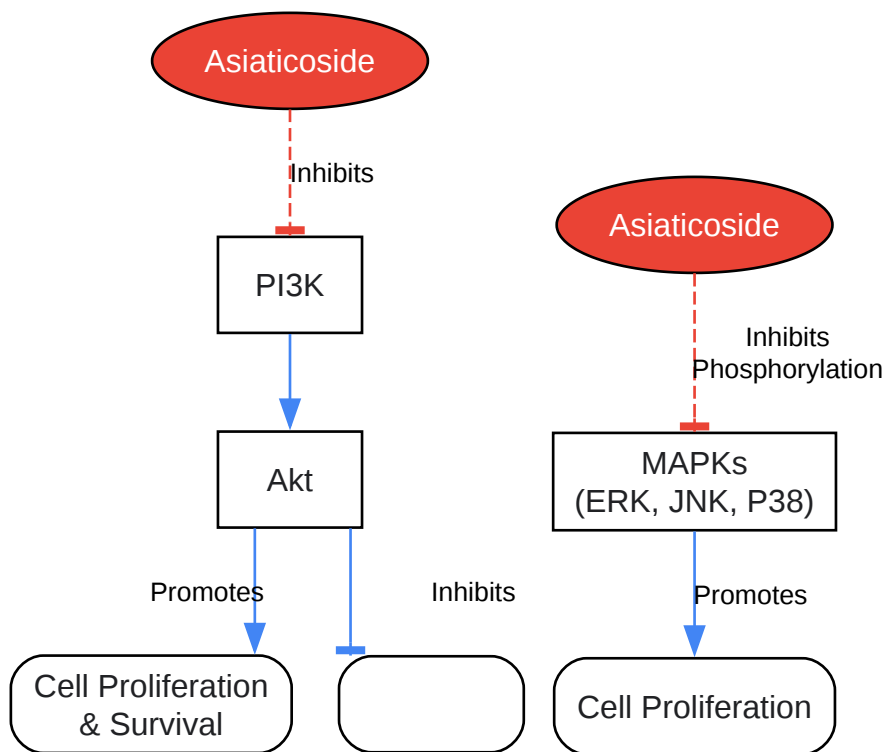 Asiaticoside
Inhibits
PI3K
Akt
Promotes
Inhibits
Cell Proliferation
& Survival
Asiaticoside
Inhibits
Phosphorylation
MAPKs
(ERK, JNK, P38)
Promotes
Cell Proliferation